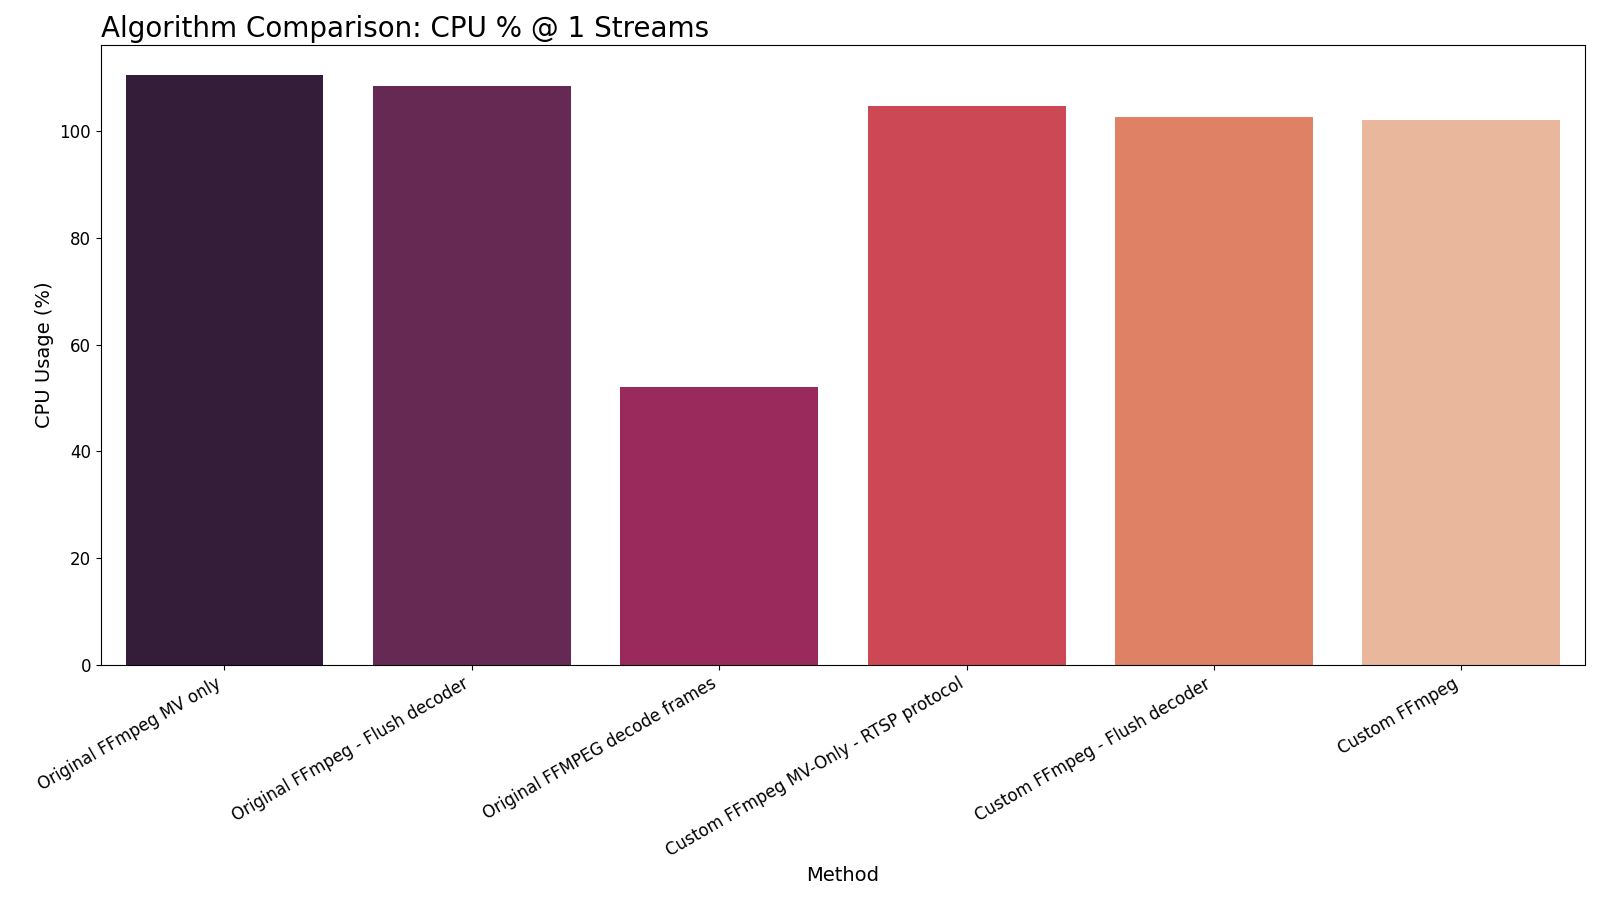 Algorithm Comparison: CPU % @ 1 Streams
CPU Usage (%)
100
80
60
40
20
0
Original FFmpeg MV only
Original FFmpeg - Flush decoder
Original FFMPEG decode frames
Custom FFmpeg MV-Only - RTSP protocol
Custom FFmpeg - Flush decoder
Custom FFmpeg
Method